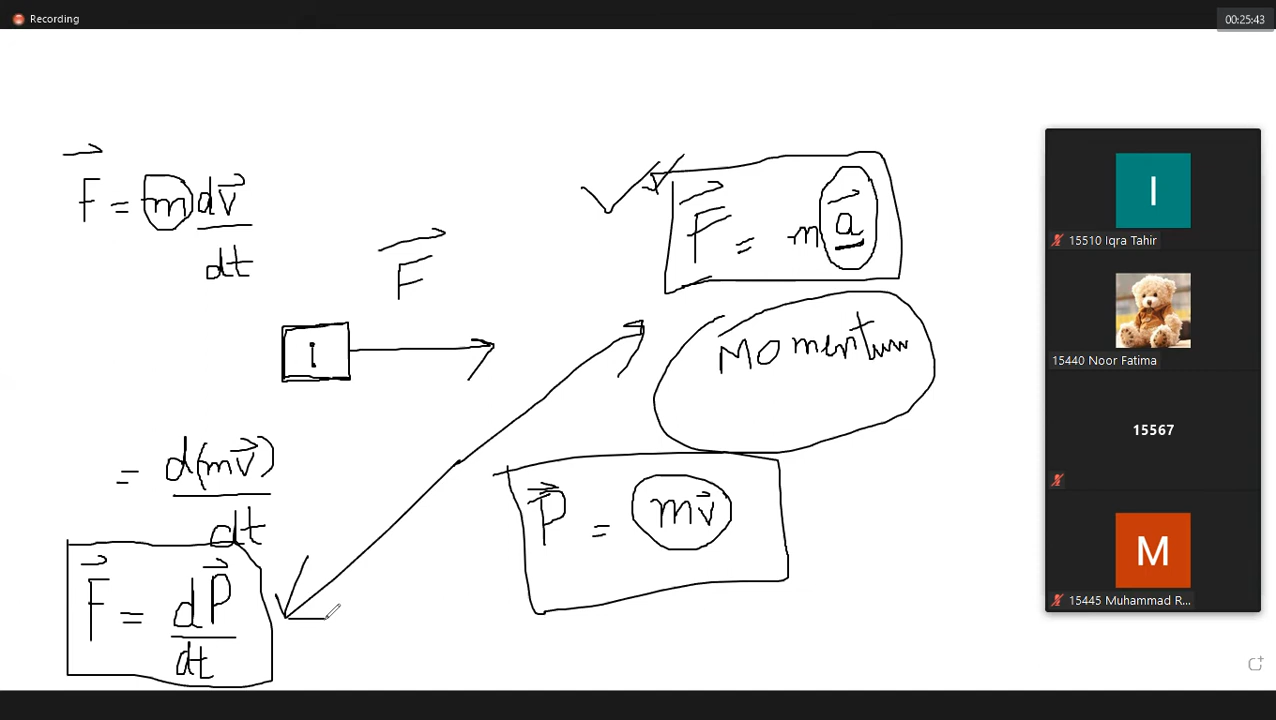 Recording
00:25:43
F⃗ = m dv⃗/dt
F⃗
1
= d(mv⃗)/dt
F⃗ = dP⃗/dt
F⃗ = m a⃗
Momentum
P⃗ = mv⃗
I
15510 Iqra Tahir
15440 Noor Fatima
15567
M
15445 Muhammad R...